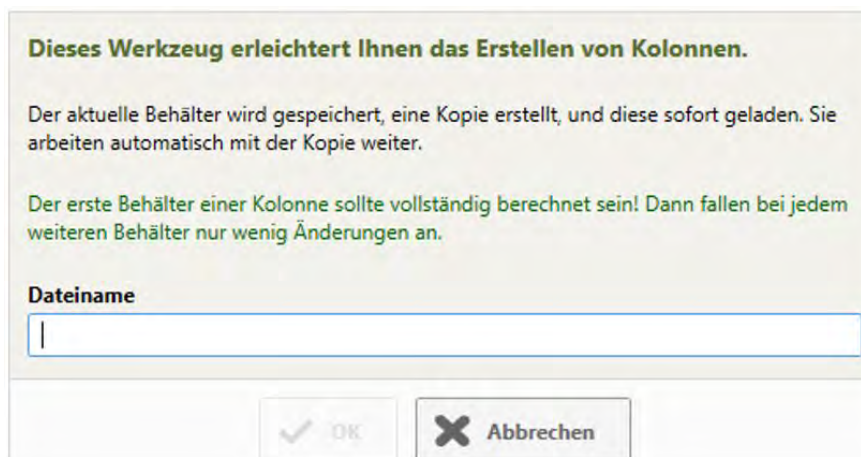 Dieses Werkzeug erleichtert Ihnen das Erstellen von Kolonnen.
Der aktuelle Behälter wird gespeichert, eine Kopie erstellt, und diese sofort geladen. Sie
arbeiten automatisch mit der Kopie weiter.
Der erste Behälter einer Kolonne sollte vollständig berechnet sein! Dann fallen bei jedem
weiteren Behälter nur wenig Änderungen an.
Dateiname
OK Abbrechen